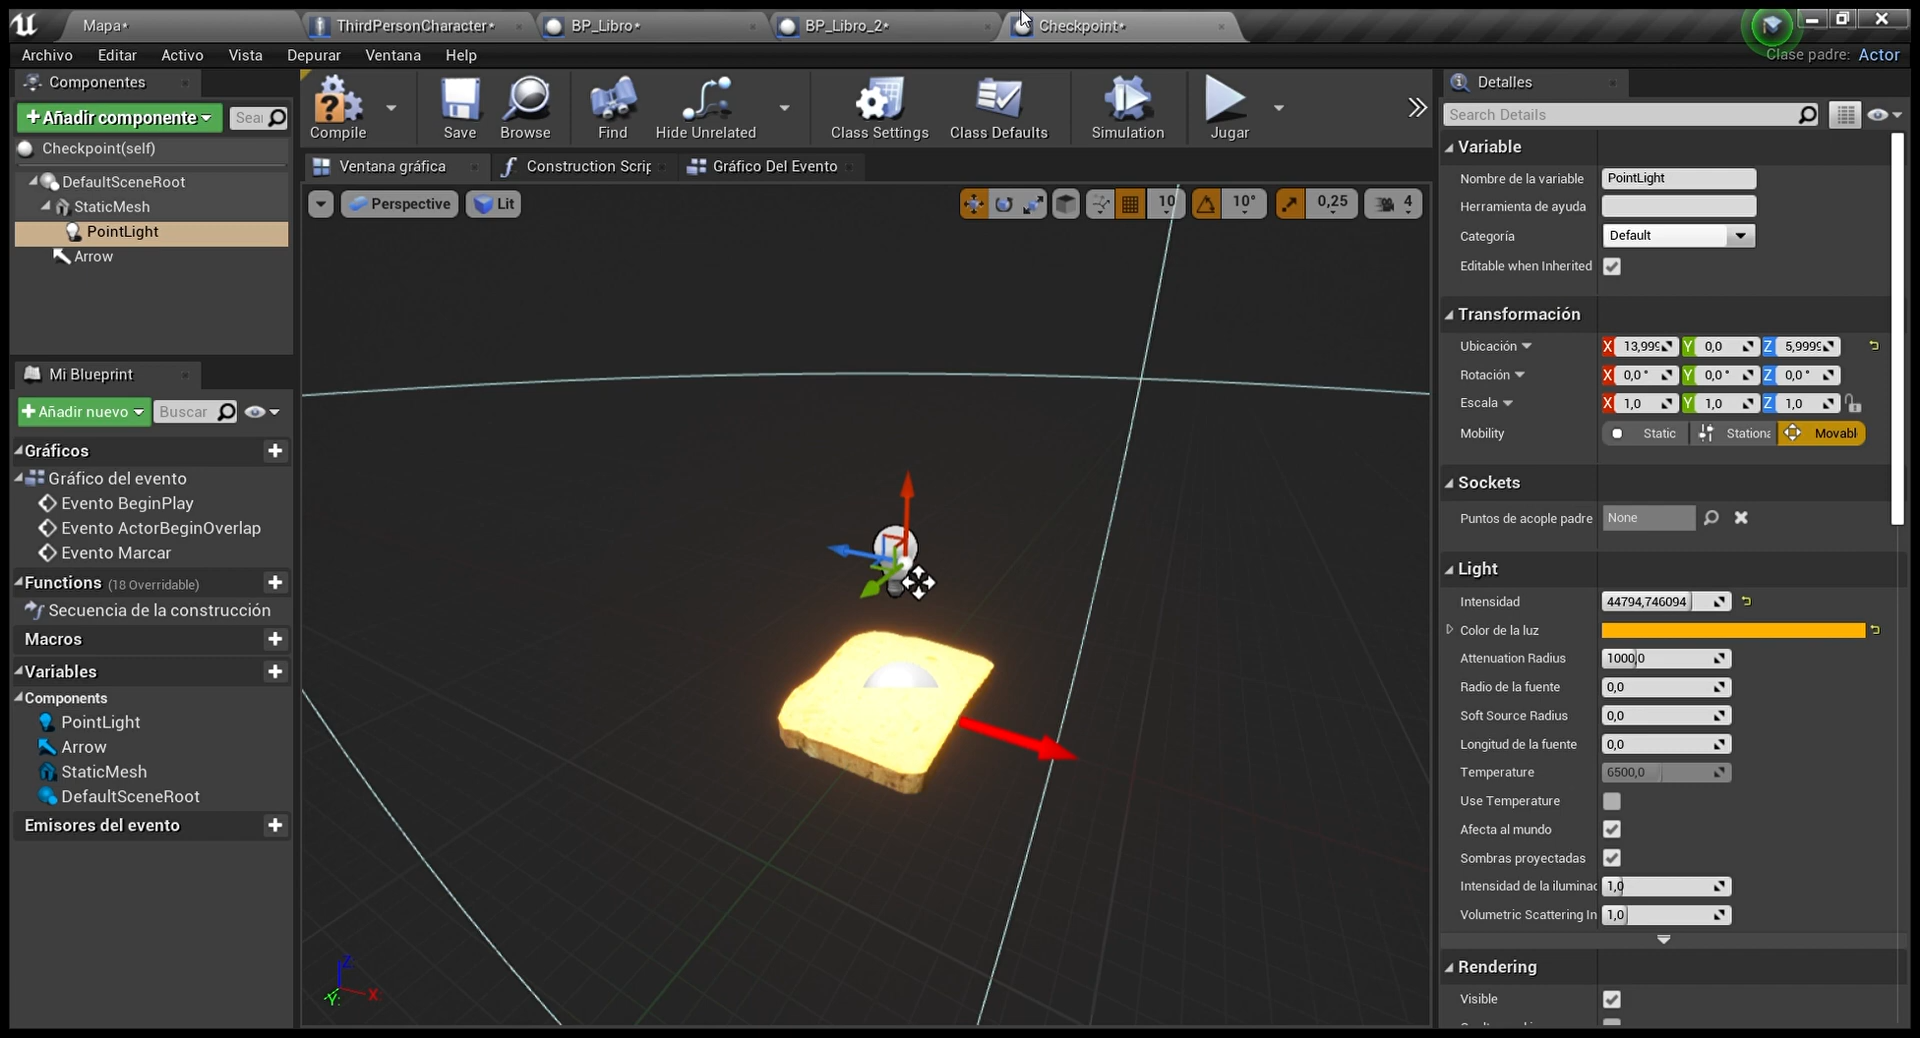 Mapa*
ThirdPersonCharacter*
BP_Libro*
BP_Libro_2*
Checkpoint*
Archivo Editar Activo Vista Depurar Ventana Help
Clase padre: Actor
Componentes
+Añadir componente
Sea
Checkpoint(self)
DefaultSceneRoot
StaticMesh
PointLight
Arrow
Mi Blueprint
+Añadir nuevo
Buscar
Gráficos
Gráfico del evento
Evento BeginPlay
Evento ActorBeginOverlap
Evento Marcar
Functions (18 Overridable)
Secuencia de la construcción
Macros
Variables
Components
PointLight
Arrow
StaticMesh
DefaultSceneRoot
Emisores del evento
Compile Save Browse Find Hide Unrelated Class Settings Class Defaults Simulation Jugar
Ventana gráfica Construction Scrip Gráfico Del Evento
Perspective Lit 10 10° 0,25 4
Z
X
Y
Detalles
Search Details
Variable
Nombre de la variable PointLight
Herramienta de ayuda
Categoría Default
Editable when Inherited
Transformación
Ubicación X 13,999 Y 0,0 Z 5,9999
Rotación X 0,0 ° Y 0,0 ° Z 0,0 °
Escala X 1,0 Y 1,0 Z 1,0
Mobility Static Stationa Movabl
Sockets
Puntos de acople padre None
Light
Intensidad 44794,746094
Color de la luz
Attenuation Radius 1000,0
Radio de la fuente 0,0
Soft Source Radius 0,0
Longitud de la fuente 0,0
Temperature 6500,0
Use Temperature
Afecta al mundo
Sombras proyectadas
Intensidad de la iluminac 1,0
Volumetric Scattering In 1,0
Rendering
Visible